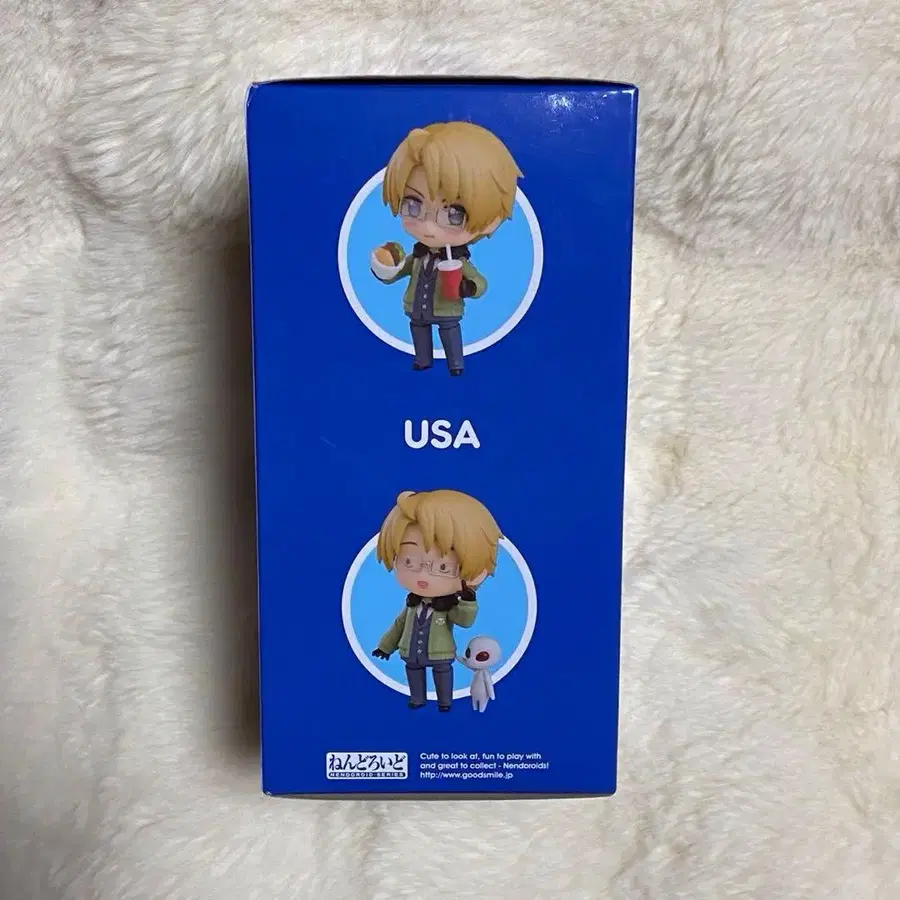 USA
ねんどろいど
NENDOROID SERIES
Cute to look at, fun to play with
and great to collect - Nendoroids!
http://www.goodsmile.jp